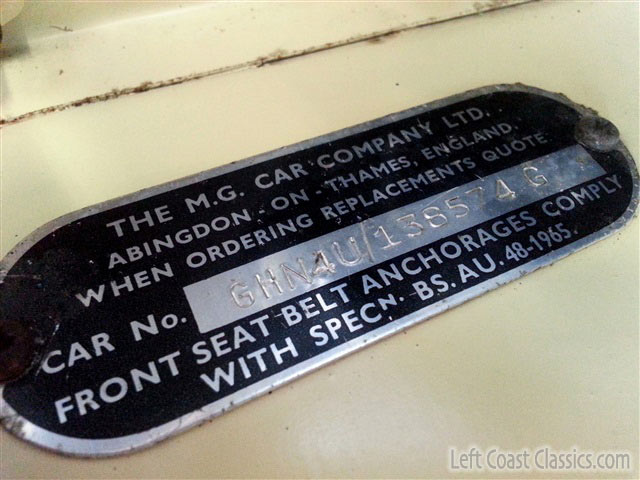 THE M.G. CAR COMPANY LTD.
ABINGDON-ON-THAMES, ENGLAND.
WHEN ORDERING REPLACEMENTS QUOTE
CAR No. GHN4U/138574 G
FRONT SEAT BELT ANCHORAGES COMPLY
WITH SPECN. BS. AU. 48-1965.
Left Coast Classics.com